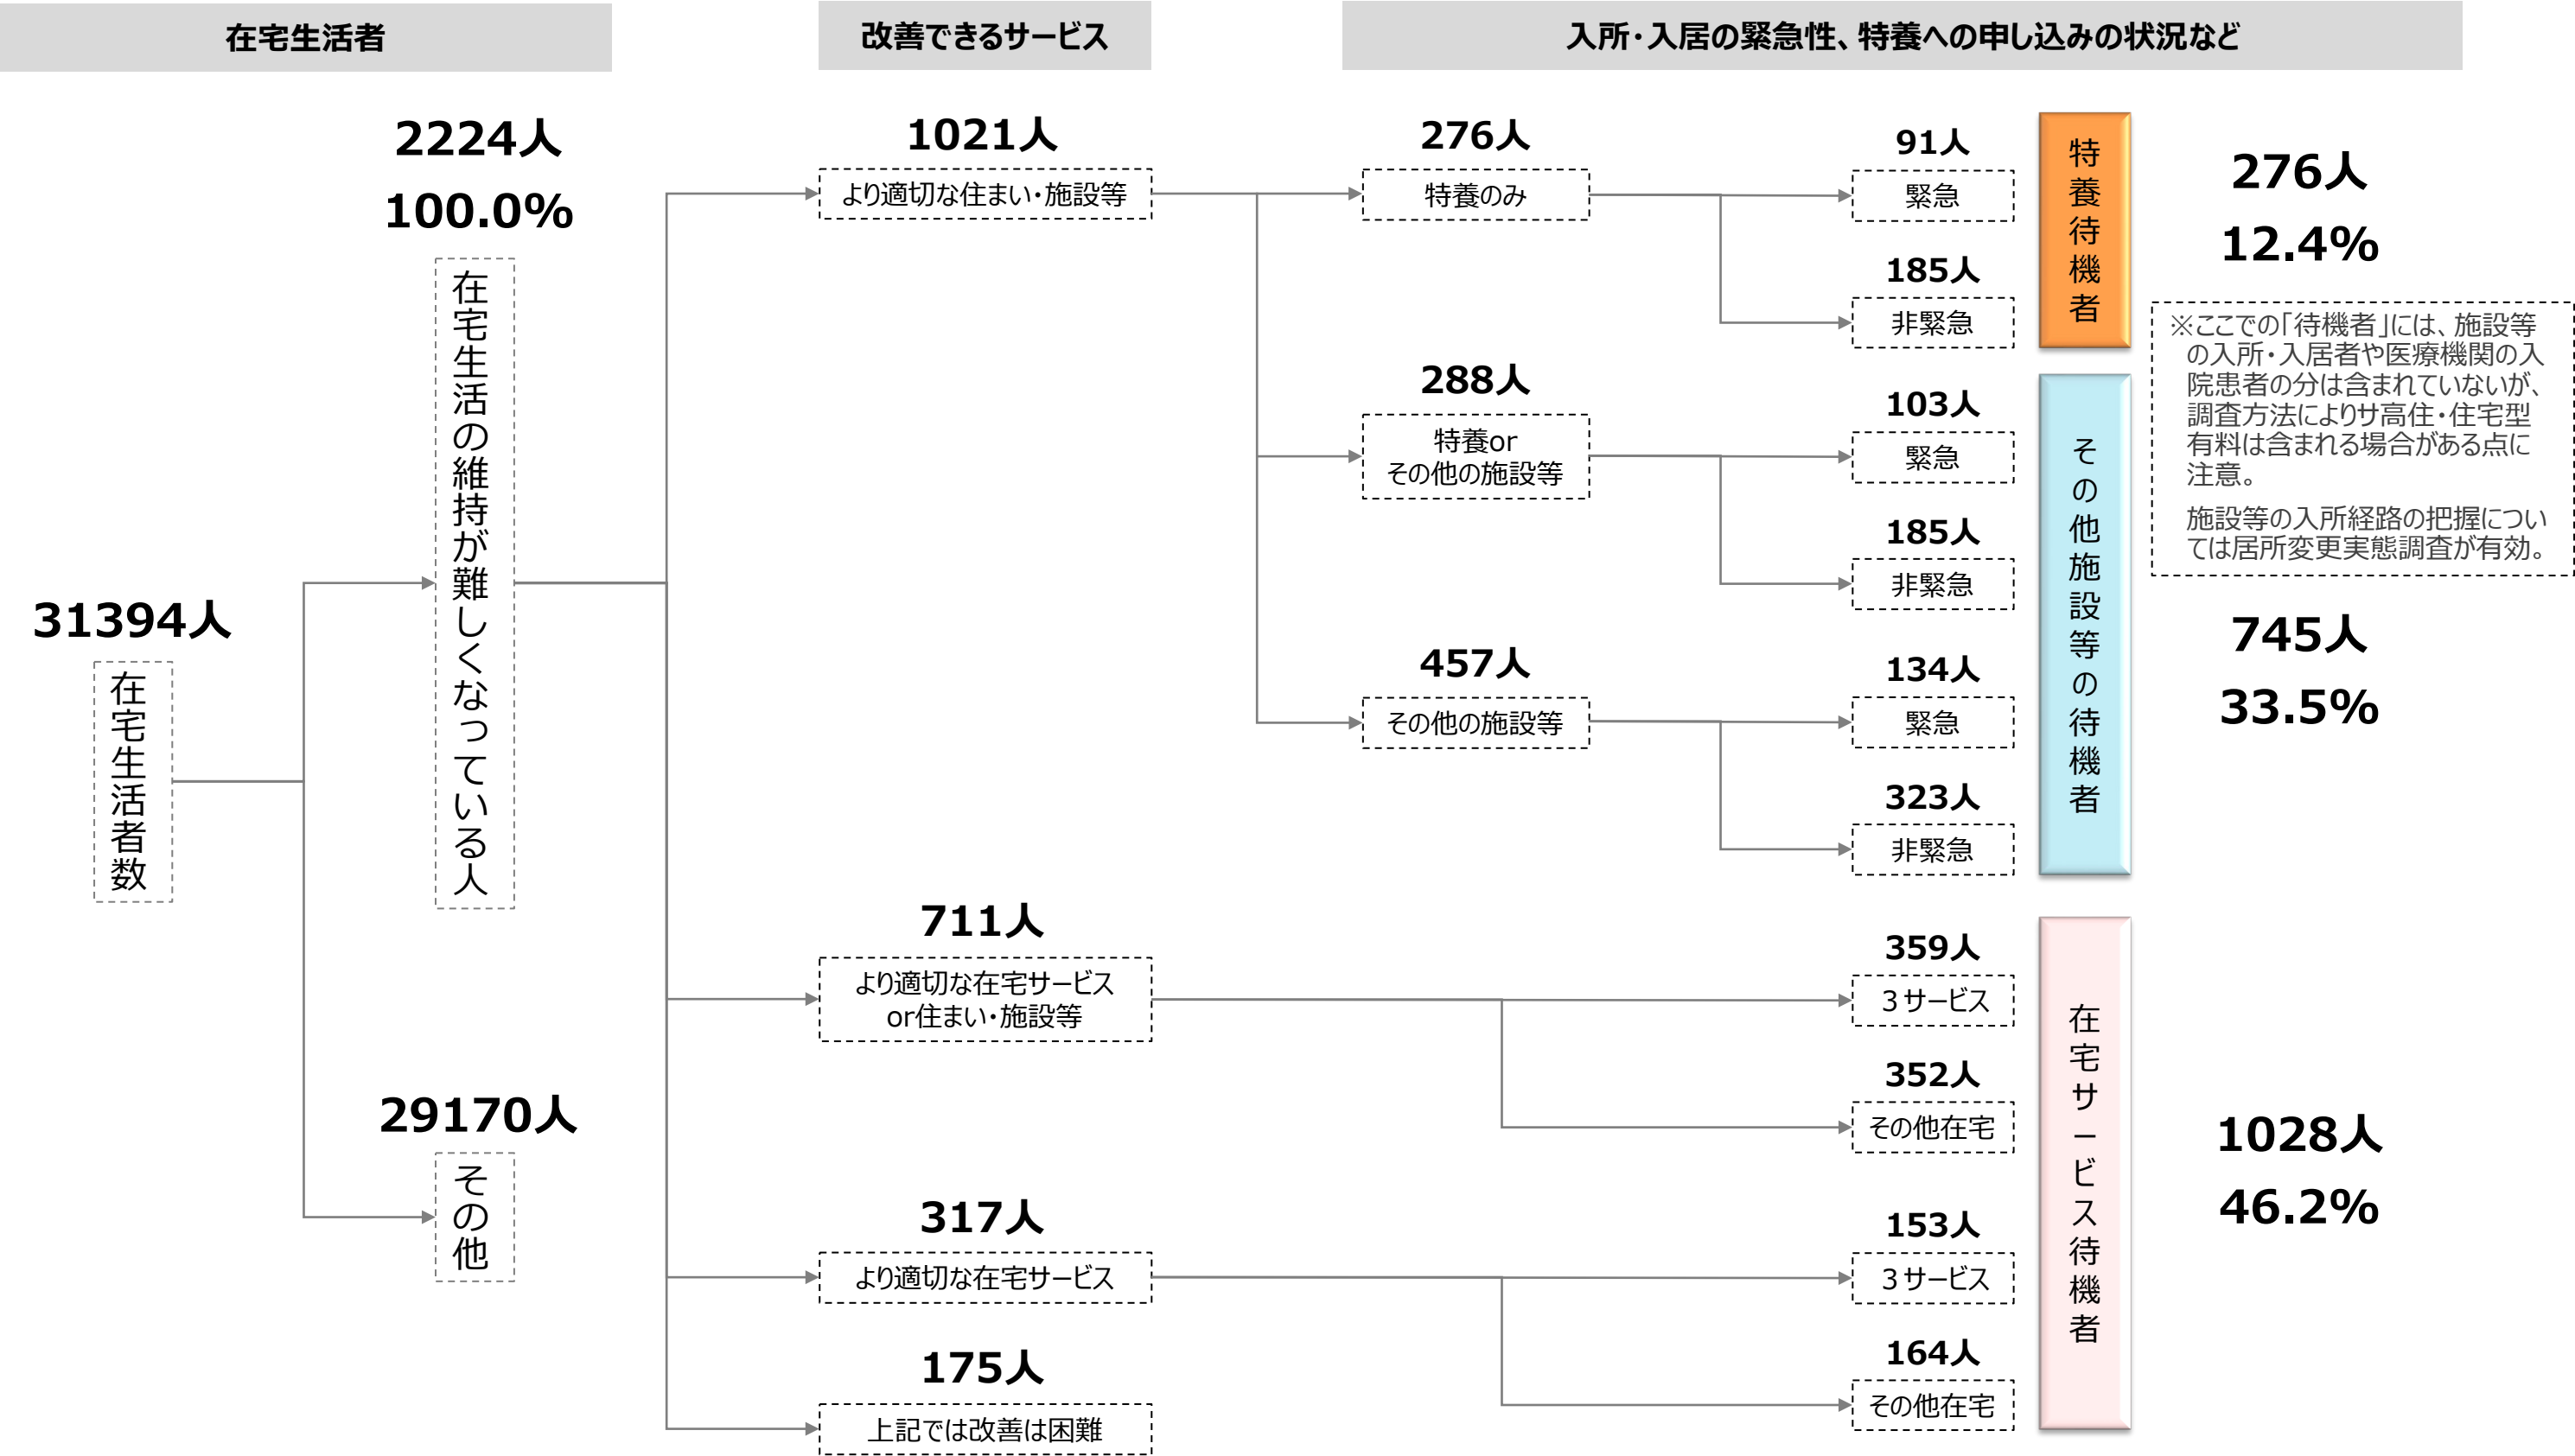 在宅生活者
改善できるサービス
入所・入居の緊急性、特養への申し込みの状況など
31394人
在宅生活者数
2224人
100.0%
在宅生活の維持が難しくなっている人
29170人
その他
1021人
より適切な住まい・施設等
711人
より適切な在宅サービス
or住まい・施設等
317人
より適切な在宅サービス
175人
上記では改善は困難
276人
特養のみ
288人
特養or
その他の施設等
457人
その他の施設等
91人
緊急
185人
非緊急
103人
緊急
185人
非緊急
134人
緊急
323人
非緊急
359人
３サービス
352人
その他在宅
153人
３サービス
164人
その他在宅
特養待機者
276人
12.4%
※ここでの「待機者」には、施設等
の入所・入居者や医療機関の入
院患者の分は含まれていないが、
調査方法によりサ高住・住宅型
有料は含まれる場合がある点に
注意。
施設等の入所経路の把握につい
ては居所変更実態調査が有効。
その他施設等の待機者
745人
33.5%
在宅サービス待機者
1028人
46.2%